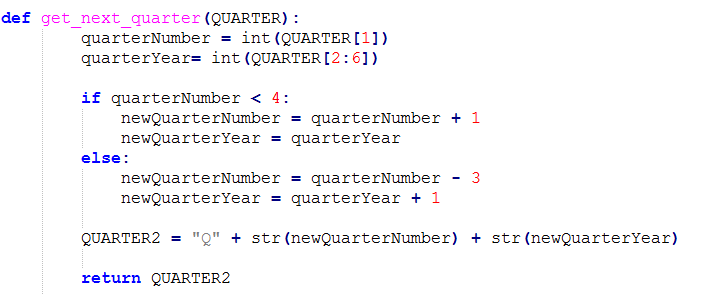 def get_next_quarter(QUARTER):
quarterNumber = int(QUARTER[1])
quarterYear= int(QUARTER[2:6])
if quarterNumber < 4:
newQuarterNumber = quarterNumber + 1
newQuarterYear = quarterYear
else:
newQuarterNumber = quarterNumber - 3
newQuarterYear = quarterYear + 1
QUARTER2 = "Q" + str(newQuarterNumber) + str(newQuarterYear)
return QUARTER2